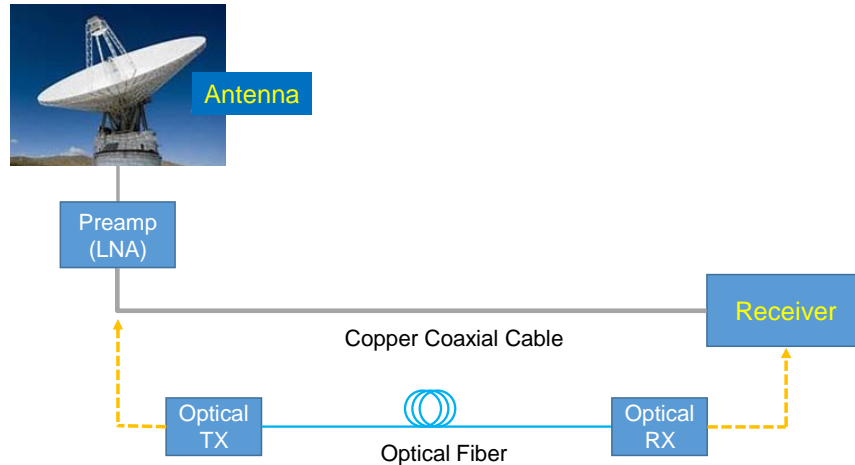 Antenna
Preamp
(LNA)
Receiver
Copper Coaxial Cable
Optical
TX
Optical Fiber
Optical
RX